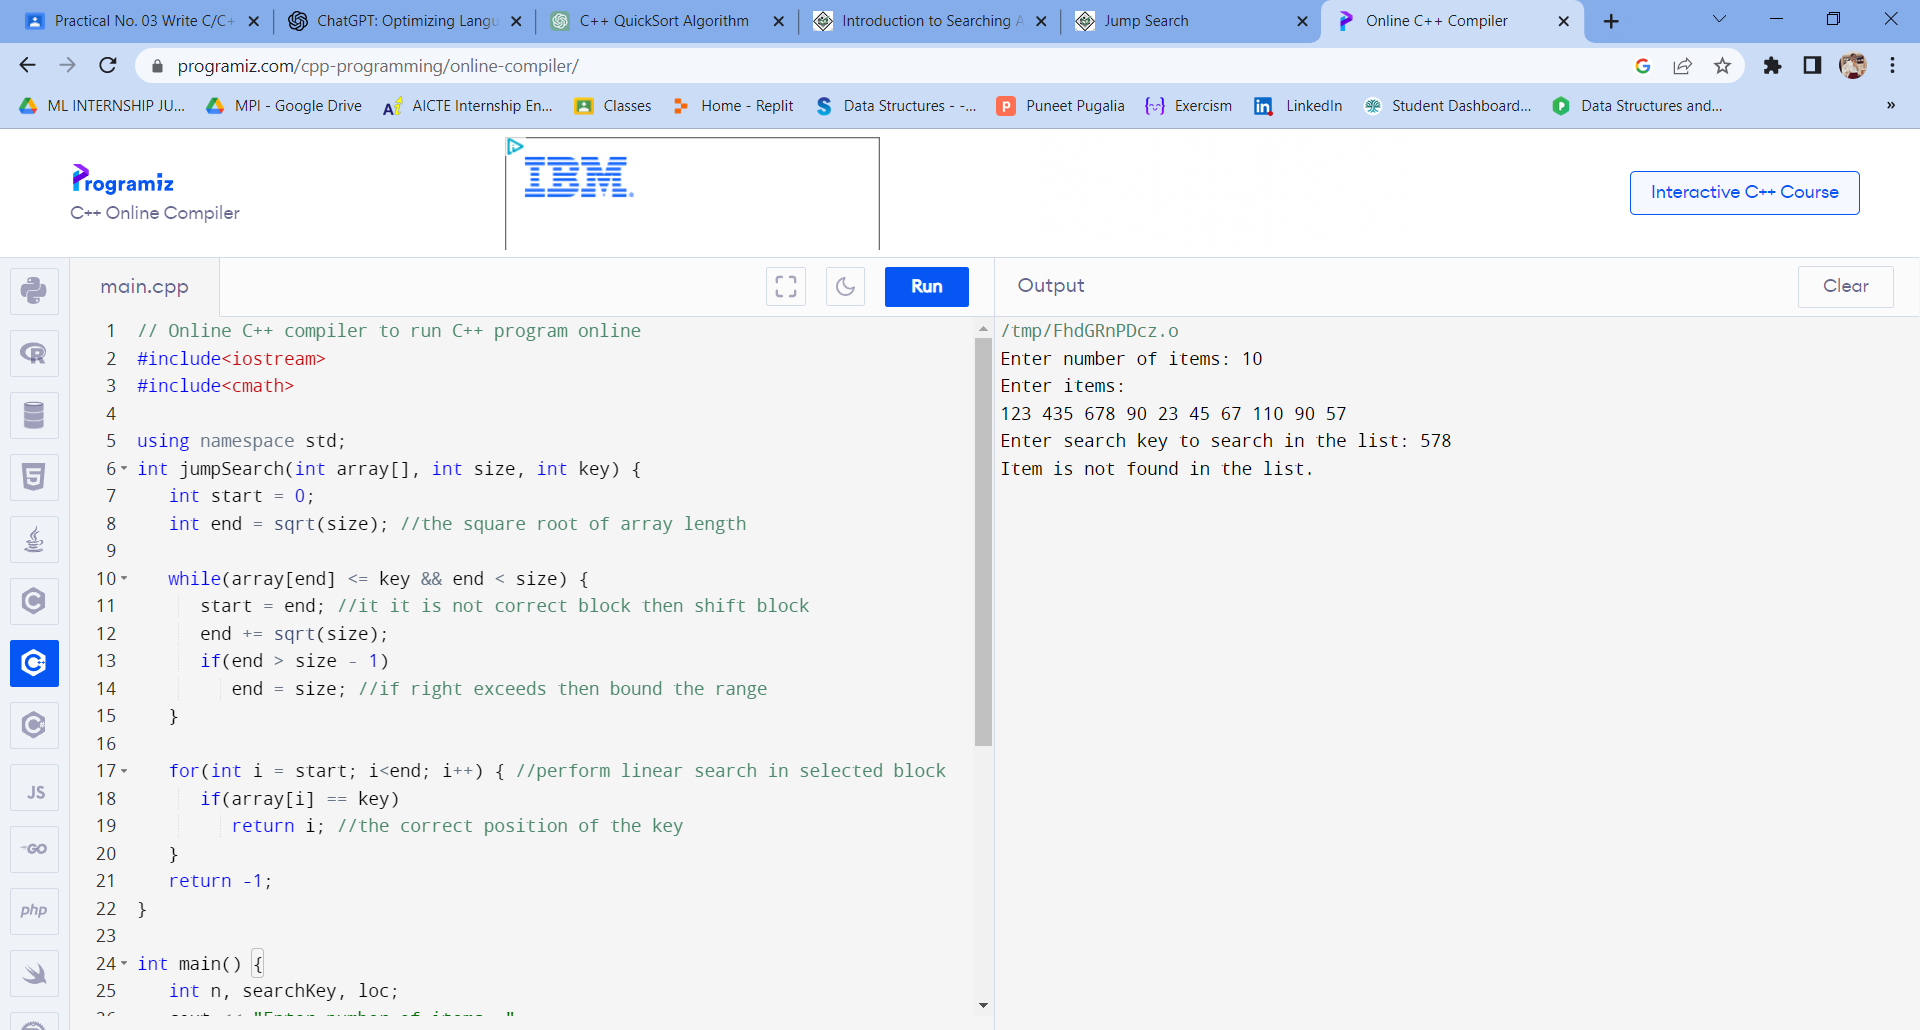 Practical No. 03 Write C/C+
ChatGPT: Optimizing Langu
C++ QuickSort Algorithm
Introduction to Searching A
Jump Search
Online C++ Compiler
programiz.com/cpp-programming/online-compiler/
ML INTERNSHIP JU...
MPI - Google Drive
AICTE Internship En...
Classes
Home - Replit
Data Structures - -...
Puneet Pugalia
Exercism
LinkedIn
Student Dashboard...
Data Structures and...
»
Programiz
C++ Online Compiler
IBM.
Interactive C++ Course
main.cpp
Run
Output
Clear
1 // Online C++ compiler to run C++ program online
2 #include<iostream>
3 #include<cmath>
4
5 using namespace std;
6 int jumpSearch(int array[], int size, int key) {
7 int start = 0;
8 int end = sqrt(size); //the square root of array length
9
10 while(array[end] <= key && end < size) {
11 start = end; //it it is not correct block then shift block
12 end += sqrt(size);
13 if(end > size - 1)
14 end = size; //if right exceeds then bound the range
15 }
16
17 for(int i = start; i<end; i++) { //perform linear search in selected block
18 if(array[i] == key)
19 return i; //the correct position of the key
20 }
21 return -1;
22 }
23
24 int main() {
25 int n, searchKey, loc;
/tmp/FhdGRnPDcz.o
Enter number of items: 10
Enter items:
123 435 678 90 23 45 67 110 90 57
Enter search key to search in the list: 578
Item is not found in the list.
JS
GO
php